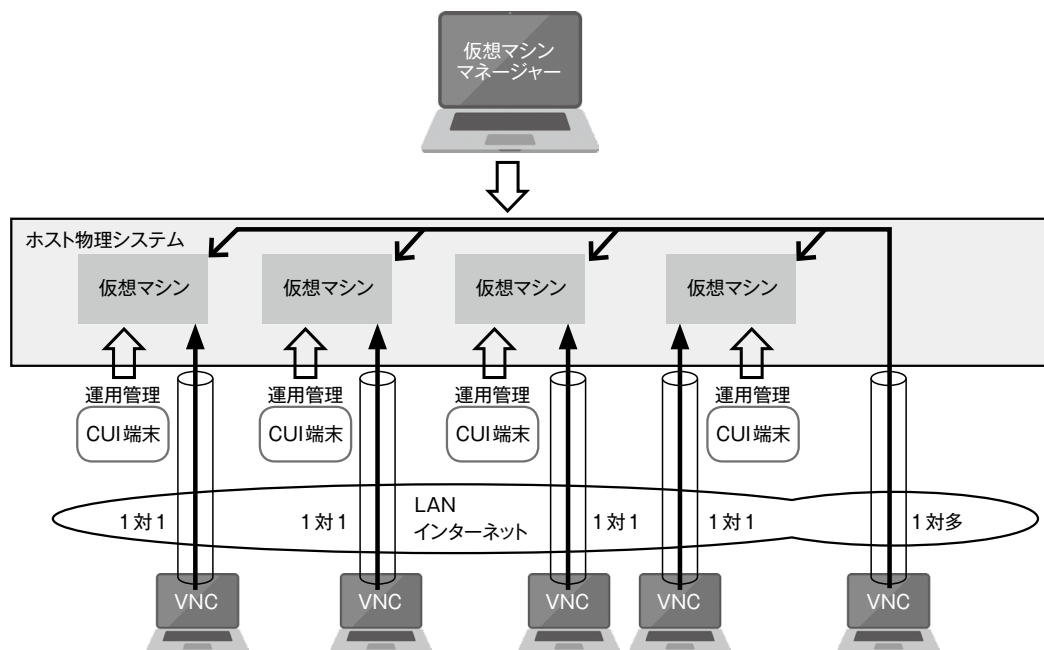 仮想マシン
マネージャー
ホスト物理システム
仮想マシン
仮想マシン
仮想マシン
仮想マシン
運用管理
CUI端末
運用管理
CUI端末
運用管理
CUI端末
運用管理
CUI端末
1対1
1対1
LAN
インターネット
1対1
1対1
1対多
VNC
VNC
VNC
VNC
VNC